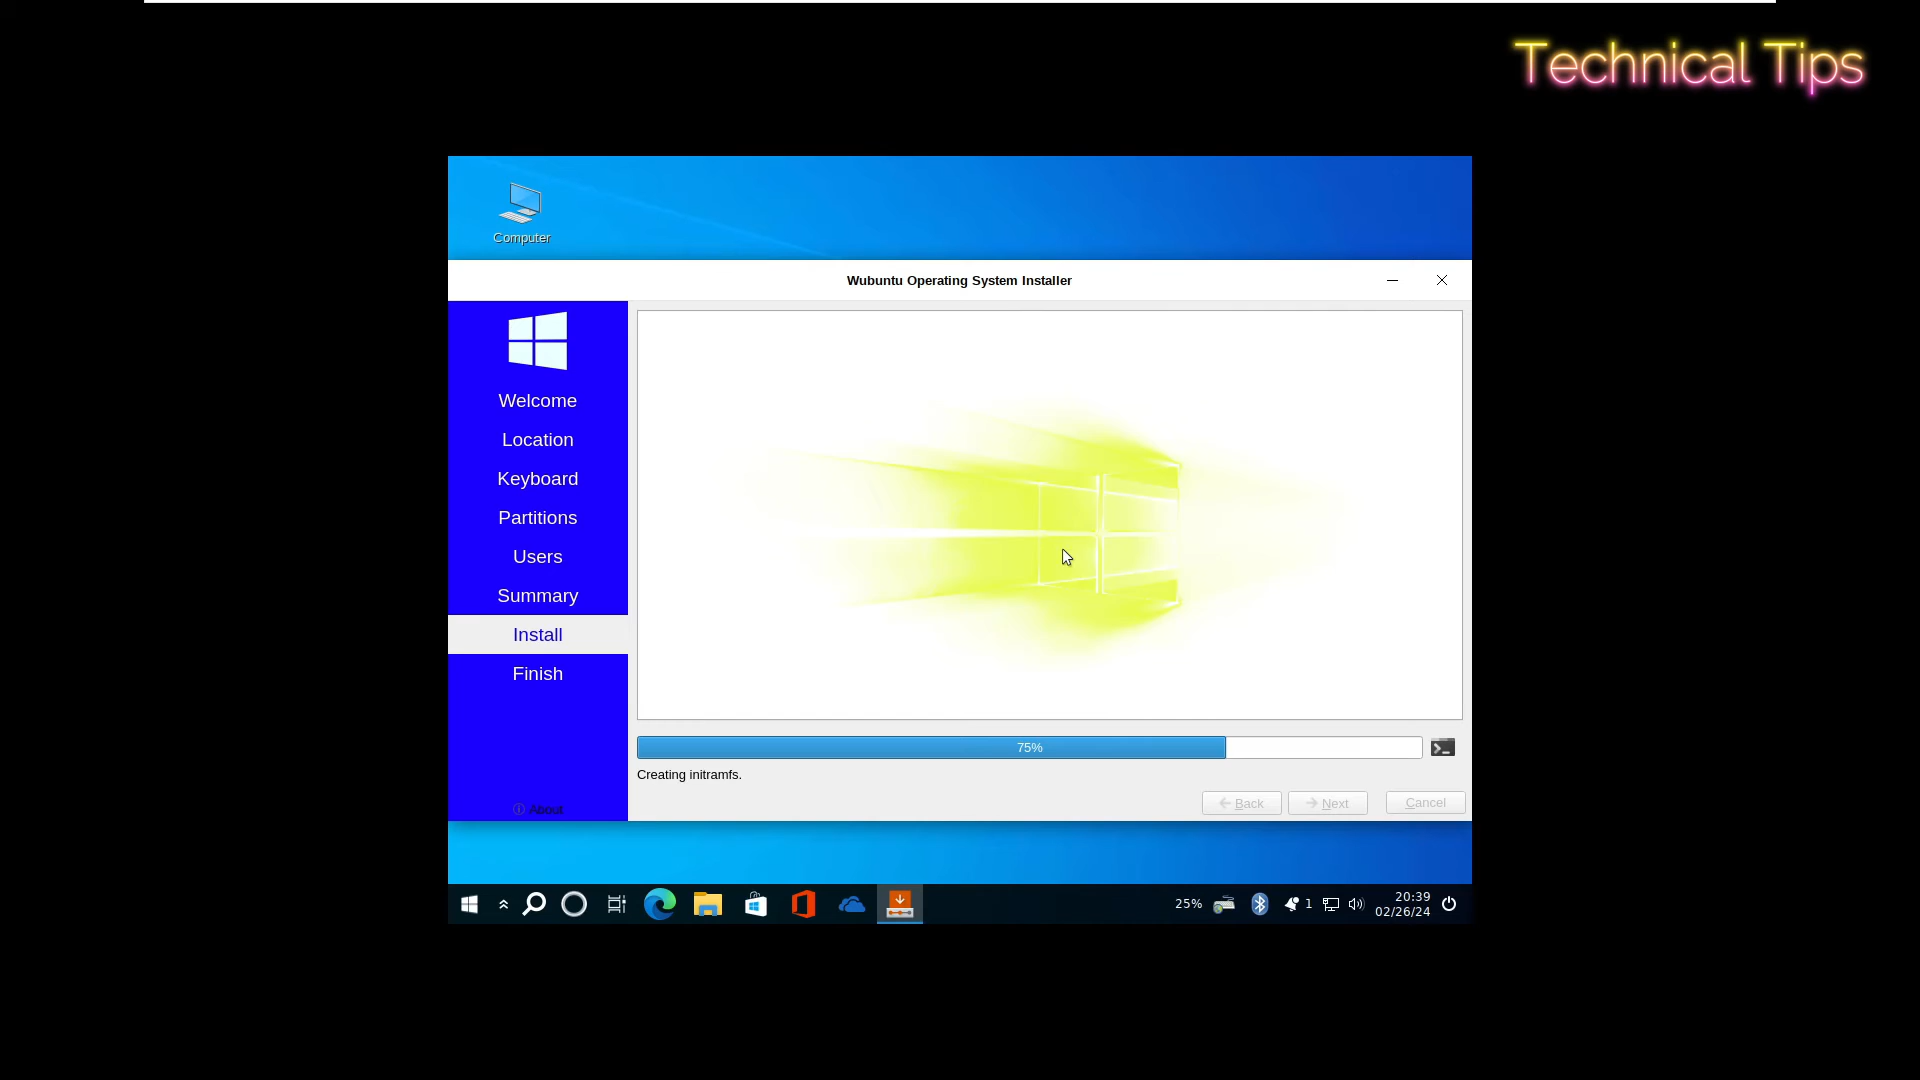 Technical Tips
Computer
Wubuntu Operating System Installer
Welcome
Location
Keyboard
Partitions
Users
Summary
Install
Finish
About
75%
Creating initramfs.
Back
Next
Cancel
25%
1
20:39
02/26/24